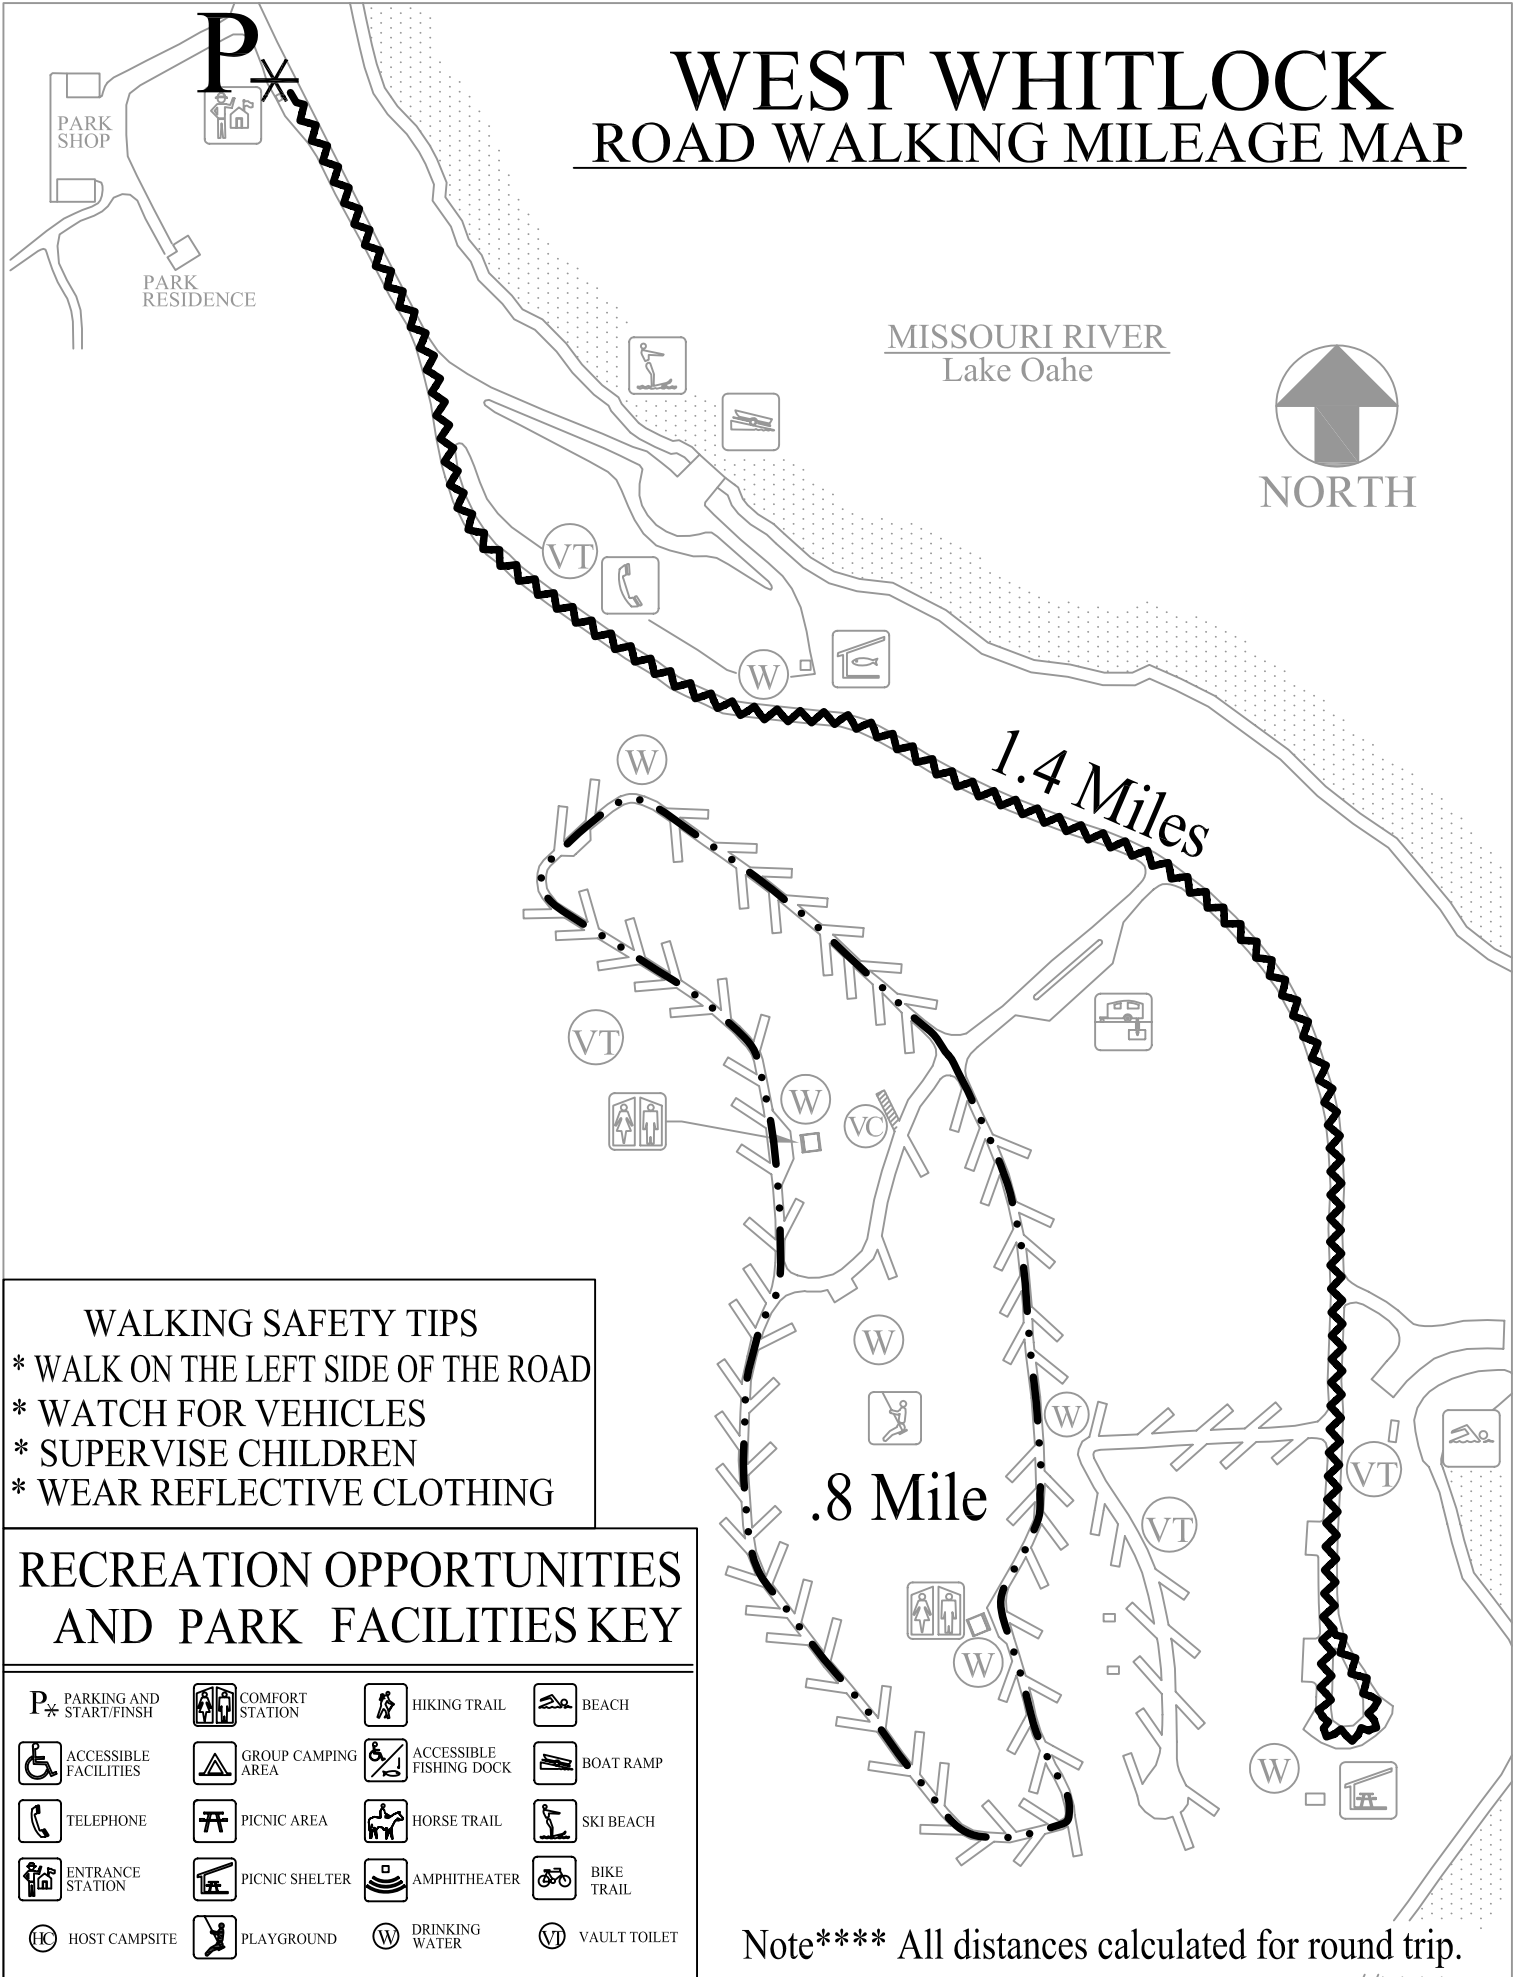 P
WEST WHITLOCK
ROAD WALKING MILEAGE MAP
PARK
SHOP
PARK
RESIDENCE
MISSOURI RIVER
Lake Oahe
NORTH
VT
W
1.4 Miles
W
VT
W
VC
W
W
VT
.8 Mile
VT
W
W
WALKING SAFETY TIPS
* WALK ON THE LEFT SIDE OF THE ROAD
* WATCH FOR VEHICLES
* SUPERVISE CHILDREN
* WEAR REFLECTIVE CLOTHING
RECREATION OPPORTUNITIES
AND PARK FACILITIES KEY
P* PARKING AND
START/FINSH
COMFORT
STATION
HIKING TRAIL
BEACH
ACCESSIBLE
FACILITIES
GROUP CAMPING
AREA
ACCESSIBLE
FISHING DOCK
BOAT RAMP
TELEPHONE
PICNIC AREA
HORSE TRAIL
SKI BEACH
ENTRANCE
STATION
PICNIC SHELTER
AMPHITHEATER
BIKE
TRAIL
HC HOST CAMPSITE
PLAYGROUND
W DRINKING
WATER
VT VAULT TOILET
Note**** All distances calculated for round trip.